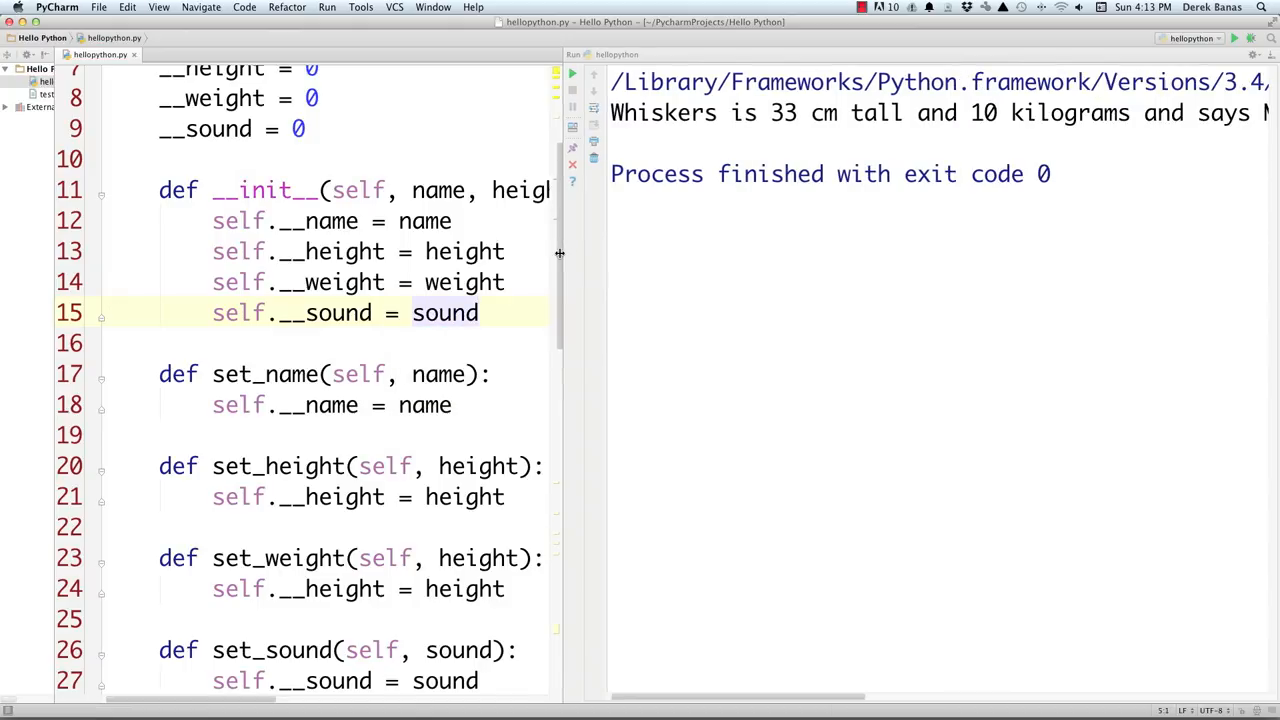 PyCharm File Edit View Navigate Code Refactor Run Tools VCS Window Help 10 Sun 4:13 PM Derek Banas
hellopython.py - Hello Python - [~/PycharmProjects/Hello Python]
Hello Python hellopython.py hellopython
hellopython.py Run hellopython
Hello P
hello
test
Extern
7 __height = 0
8 __weight = 0
9 __sound = 0
10
11 def __init__(self, name, heigh
12 self.__name = name
13 self.__height = height
14 self.__weight = weight
15 self.__sound = sound
16
17 def set_name(self, name):
18 self.__name = name
19
20 def set_height(self, height):
21 self.__height = height
22
23 def set_weight(self, height):
24 self.__height = height
25
26 def set_sound(self, sound):
27 self.__sound = sound
/Library/Frameworks/Python.framework/Versions/3.4/
Whiskers is 33 cm tall and 10 kilograms and says M
Process finished with exit code 0
5:1 LF UTF-8